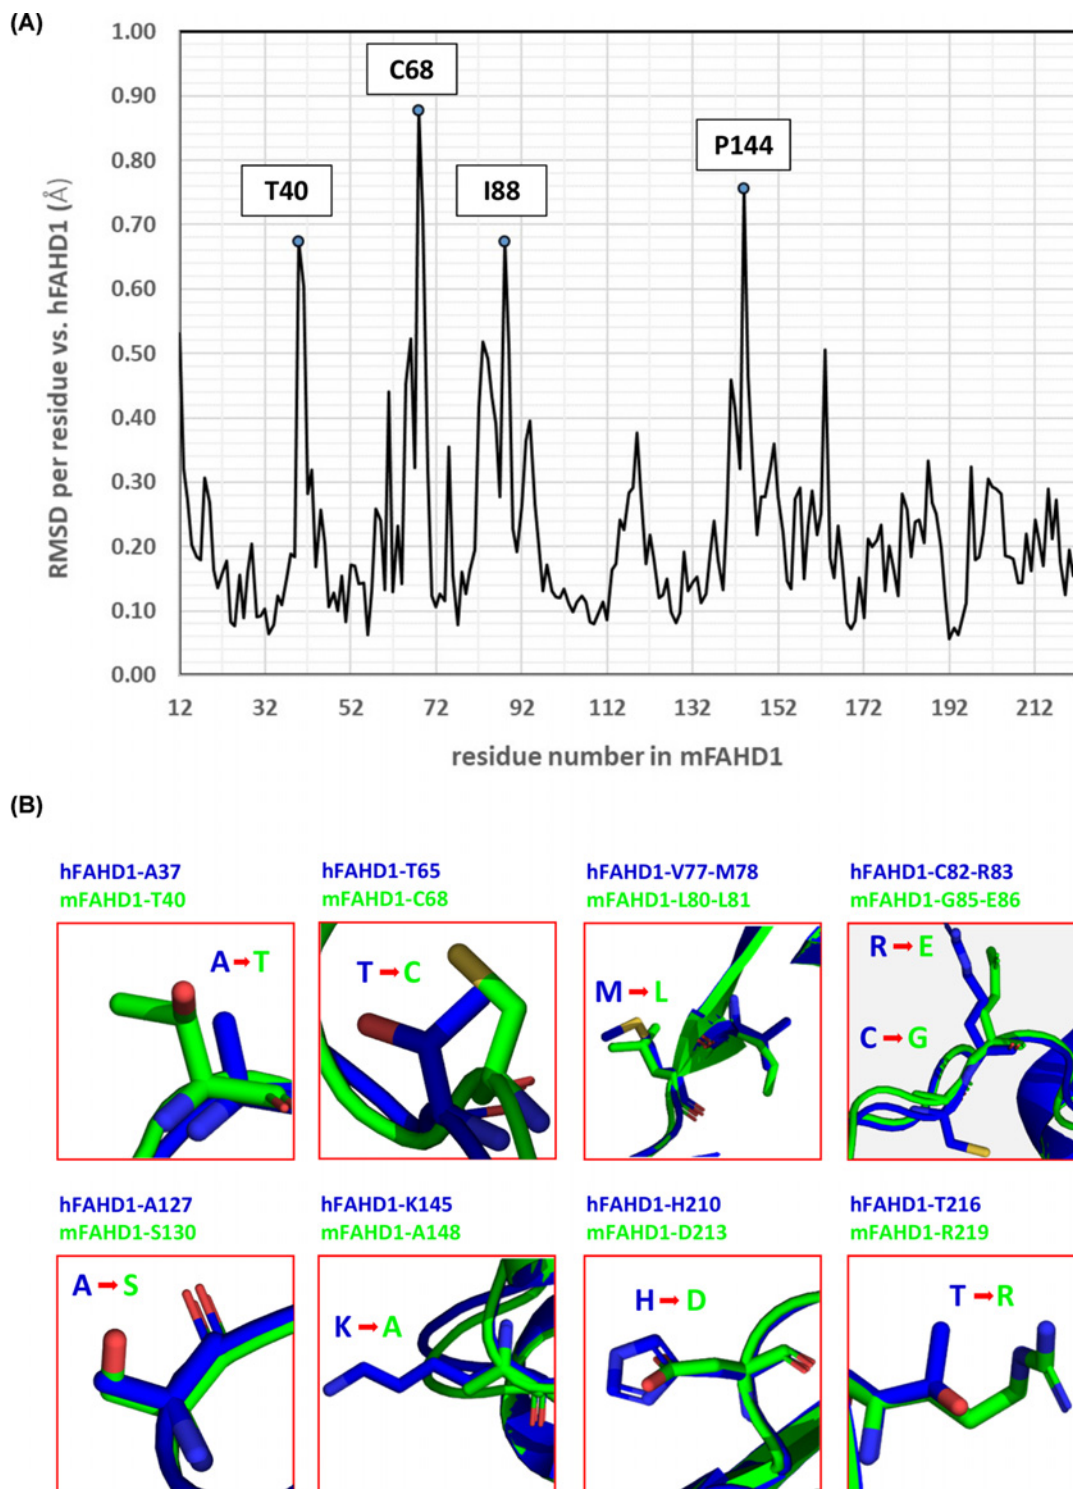 (A)
1.00
0.90
0.80
0.70
0.60
0.50
0.40
0.30
0.20
0.10
0.00
RMSD per residue vs. hFAHD1 (Å)
C68
P144
T40
I88
12 32 52 72 92 112 132 152 172 192 212
residue number in mFAHD1
(B)
hFAHD1-A37 hFAHD1-T65 hFAHD1-V77-M78 hFAHD1-C82-R83
mFAHD1-T40 mFAHD1-C68 mFAHD1-L80-L81 mFAHD1-G85-E86
A→T
T→C
M→L
R→E
C→G
hFAHD1-A127 hFAHD1-K145 hFAHD1-H210 hFAHD1-T216
mFAHD1-S130 mFAHD1-A148 mFAHD1-D213 mFAHD1-R219
A→S
K→A
H→D
T→R